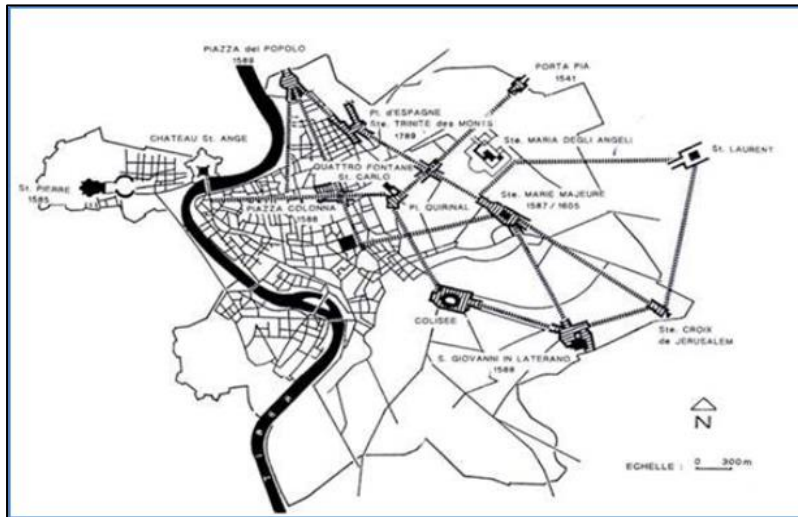 PIAZZA del POPOLO
1589
PORTA PIA
1541
Pl. d'ESPAGNE
Ste. TRINITE des MONTS
1789
CHATEAU St. ANGE
Ste. MARIA DEGLI ANGELI
St. LAURENT
QUATTRO FONTANE
St. CARLO
St. PIERRE
1585
PIAZZA COLONNA
1588
Pl. QUIRINAL
Ste. MARIE MAJEURE
1587/1605
COLISEE
Ste. CROIX
de JERUSALEM
S. GIOVANNI IN LATERANO
1588
N
ECHELLE : 0 300m